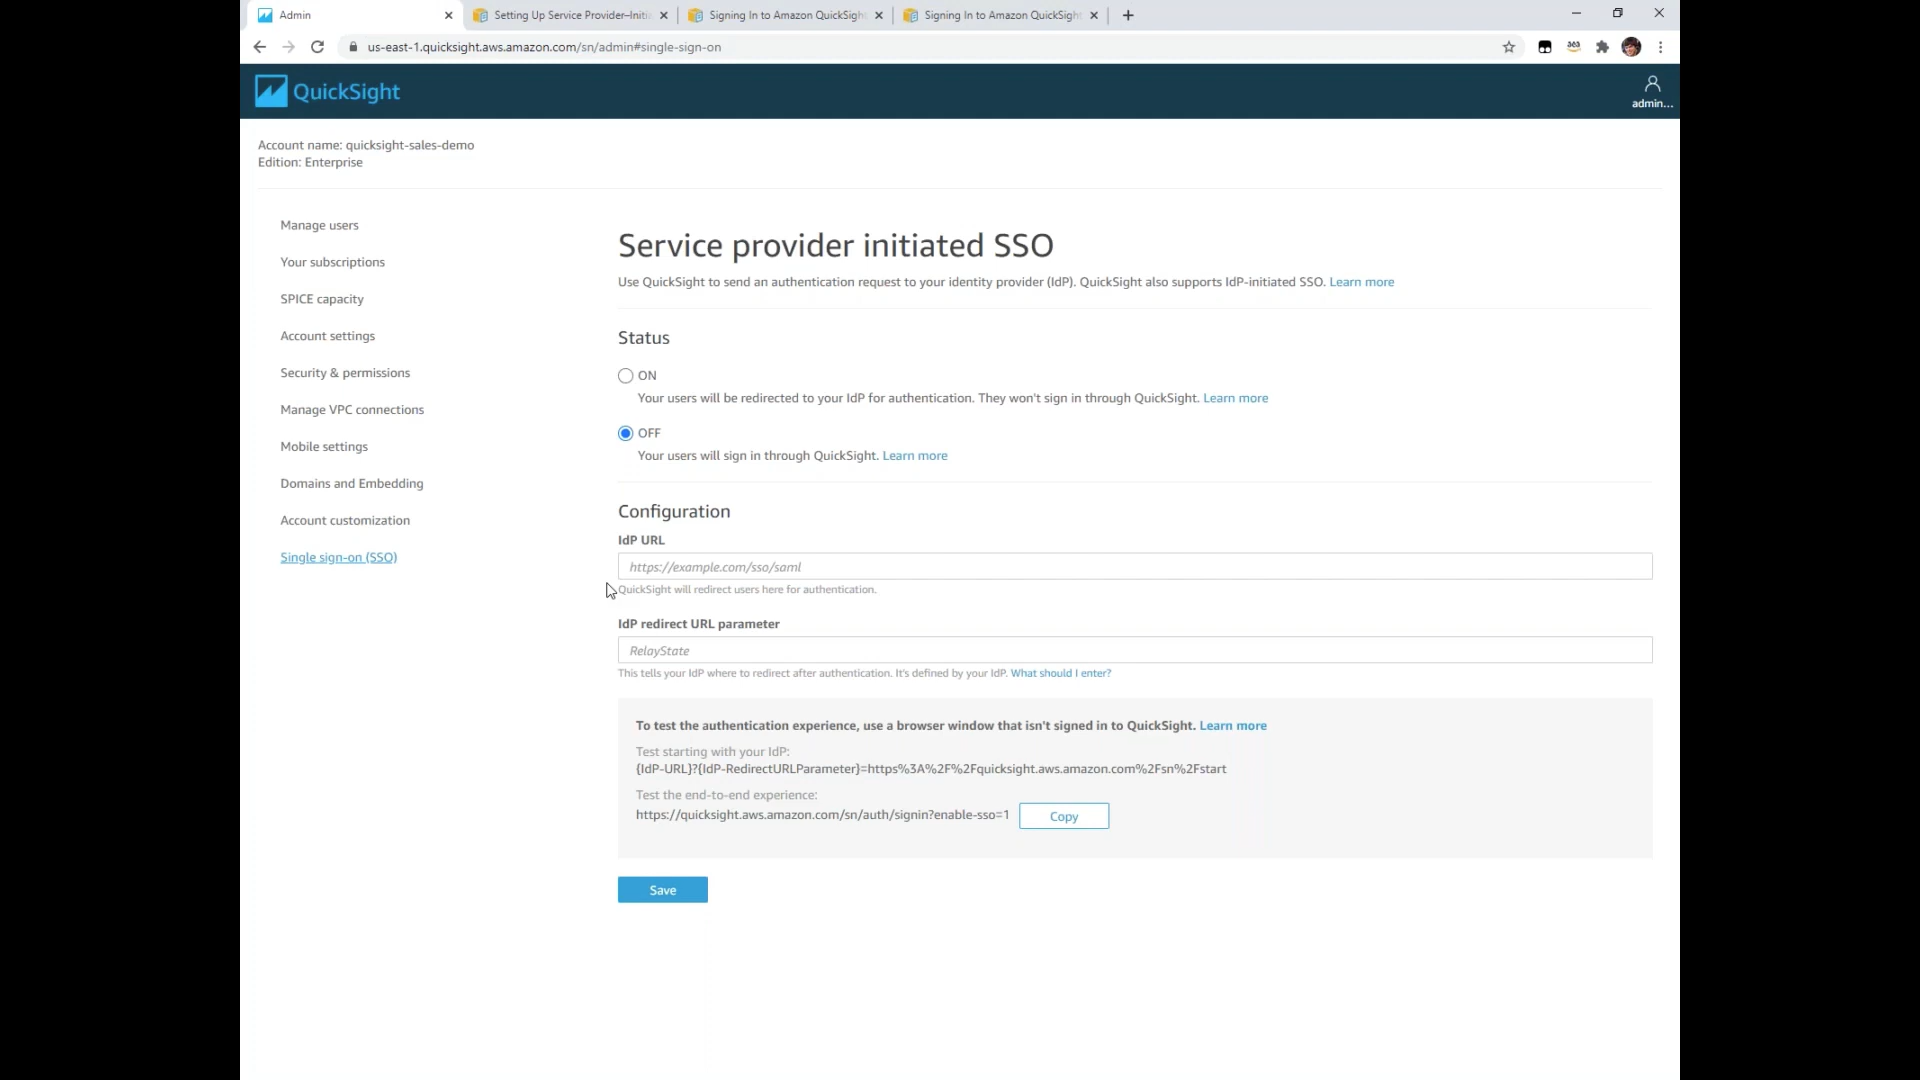 Admin
Setting Up Service Provider–Initi
Signing In to Amazon QuickSigh
Signing In to Amazon QuickSigh
us-east-1.quicksight.aws.amazon.com/sn/admin#single-sign-on
aea
QuickSight
admin...
Account name: quicksight-sales-demo
Edition: Enterprise
Manage users
Your subscriptions
SPICE capacity
Account settings
Security & permissions
Manage VPC connections
Mobile settings
Domains and Embedding
Account customization
Single sign-on (SSO)
Service provider initiated SSO
Use QuickSight to send an authentication request to your identity provider (IdP). QuickSight also supports IdP-initiated SSO. Learn more
Status
ON
Your users will be redirected to your IdP for authentication. They won't sign in through QuickSight. Learn more
OFF
Your users will sign in through QuickSight. Learn more
Configuration
IdP URL
https://example.com/sso/saml
QuickSight will redirect users here for authentication.
IdP redirect URL parameter
RelayState
This tells your IdP where to redirect after authentication. It's defined by your IdP. What should I enter?
To test the authentication experience, use a browser window that isn't signed in to QuickSight. Learn more
Test starting with your IdP:
{IdP-URL}?{IdP-RedirectURLParameter}=https%3A%2F%2Fquicksight.aws.amazon.com%2Fsn%2Fstart
Test the end-to-end experience:
https://quicksight.aws.amazon.com/sn/auth/signin?enable-sso=1 Copy
Save